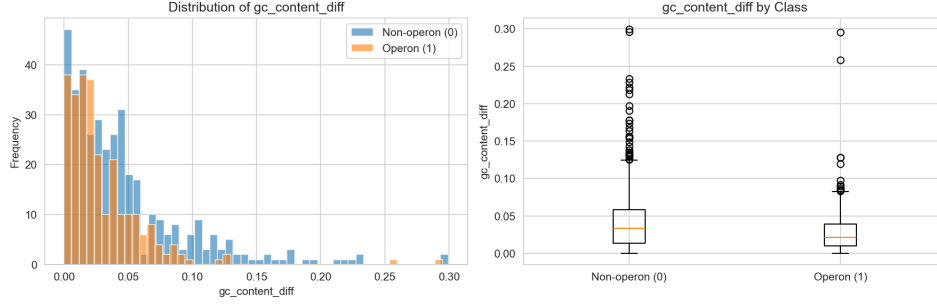 Distribution of gc_content_diff
Non-operon (0)
Operon (1)
Frequency
40
30
20
10
0
0.00 0.05 0.10 0.15 0.20 0.25 0.30
gc_content_diff
gc_content_diff by Class
gc_content_diff
0.30
0.25
0.20
0.15
0.10
0.05
0.00
Non-operon (0) Operon (1)